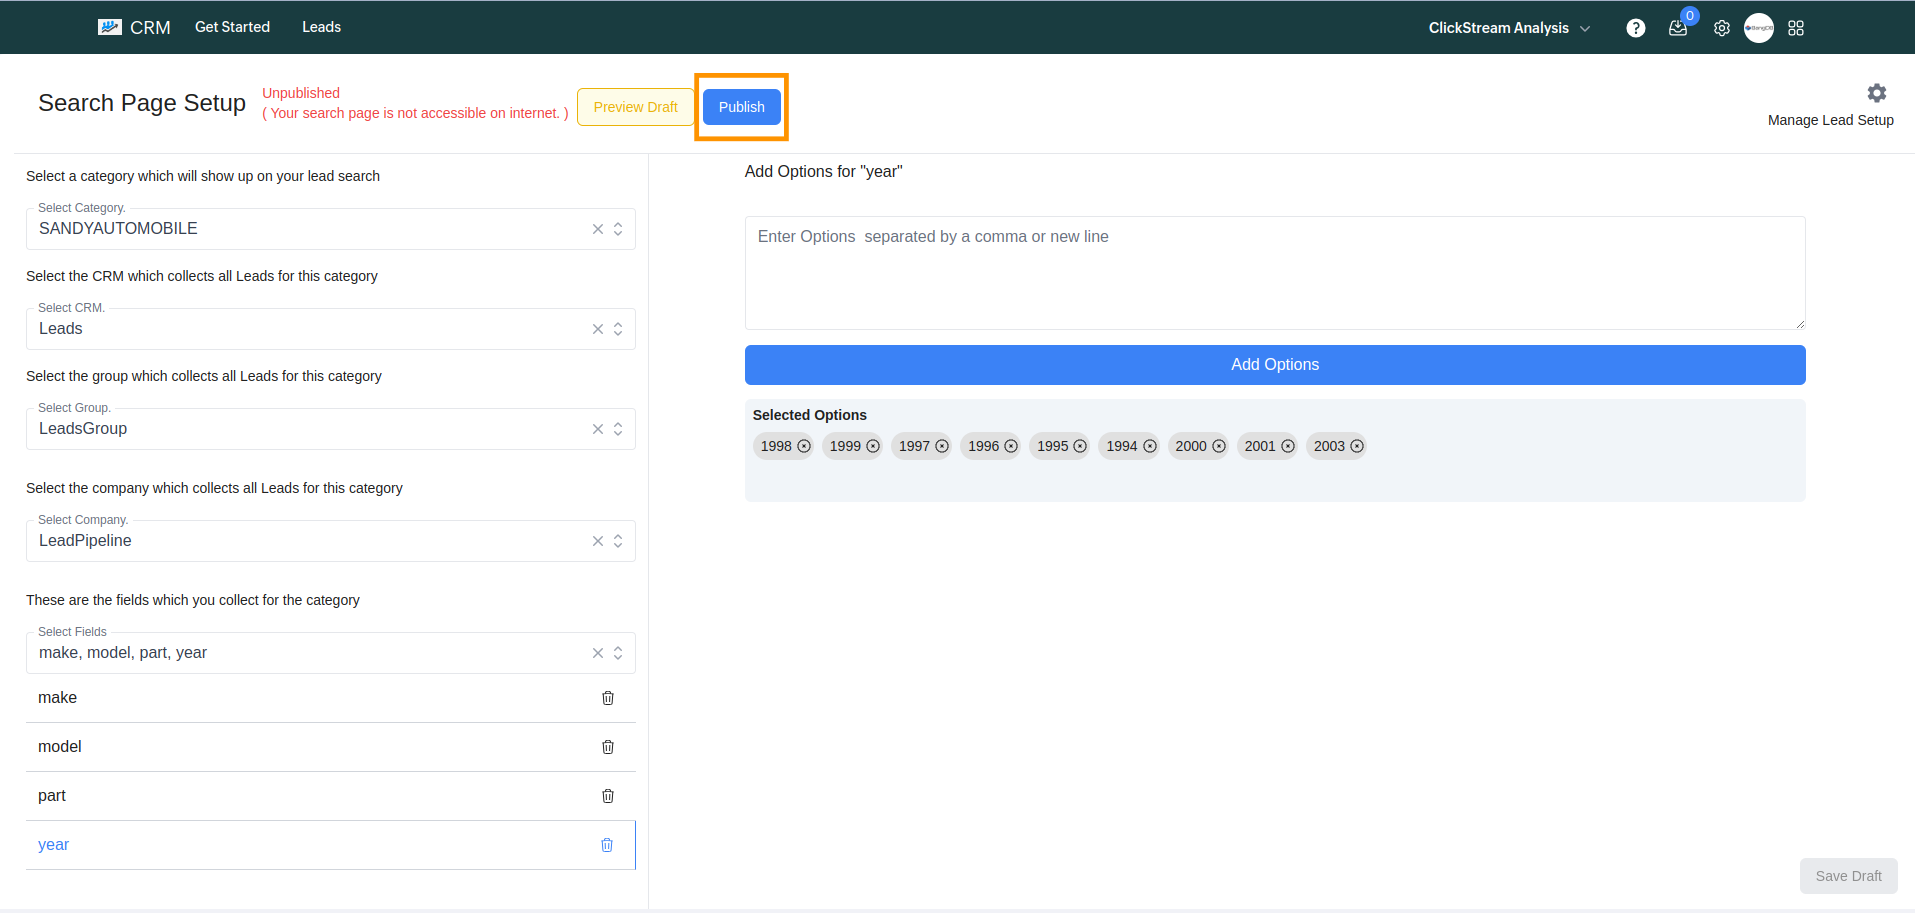 CRM Get Started Leads ClickStream Analysis ? 0 BangDB
Search Page Setup
Unpublished
( Your search page is not accessible on internet. )
Preview Draft Publish
Manage Lead Setup
Select a category which will show up on your lead search
Select Category.
SANDYAUTOMOBILE
Select the CRM which collects all Leads for this category
Select CRM.
Leads
Select the group which collects all Leads for this category
Select Group.
LeadsGroup
Select the company which collects all Leads for this category
Select Company.
LeadPipeline
These are the fields which you collect for the category
Select Fields
make, model, part, year
make
model
part
year
Add Options for "year"
Enter Options  separated by a comma or new line
Add Options
Selected Options
1998 1999 1997 1996 1995 1994 2000 2001 2003
Save Draft